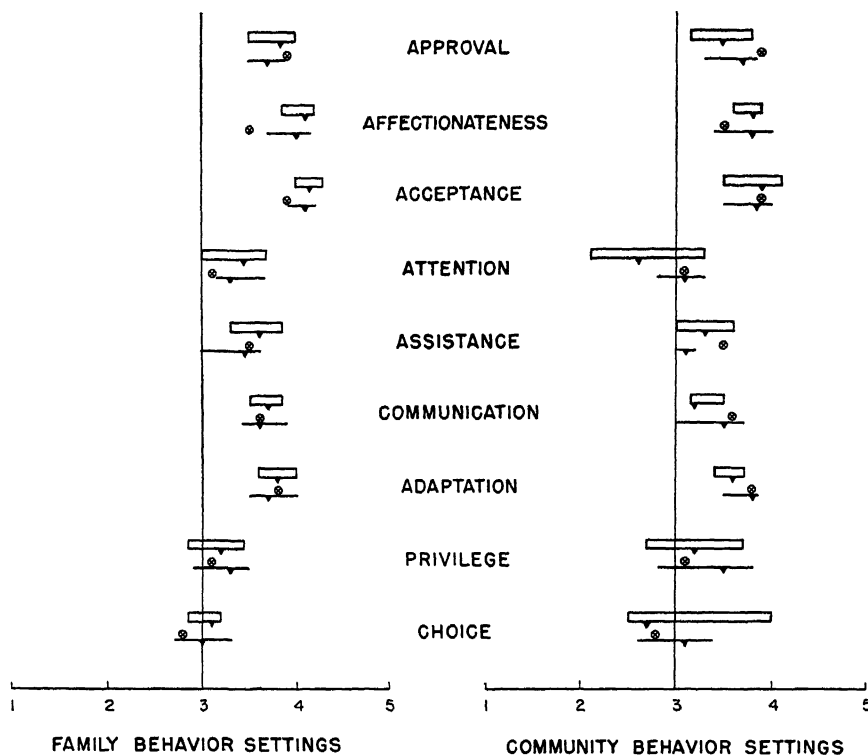 APPROVAL
AFFECTIONATENESS
ACCEPTANCE
ATTENTION
ASSISTANCE
COMMUNICATION
ADAPTATION
PRIVILEGE
CHOICE
1 2 3 4 5 1 2 3 4 5
FAMILY BEHAVIOR SETTINGS COMMUNITY BEHAVIOR SETTINGS